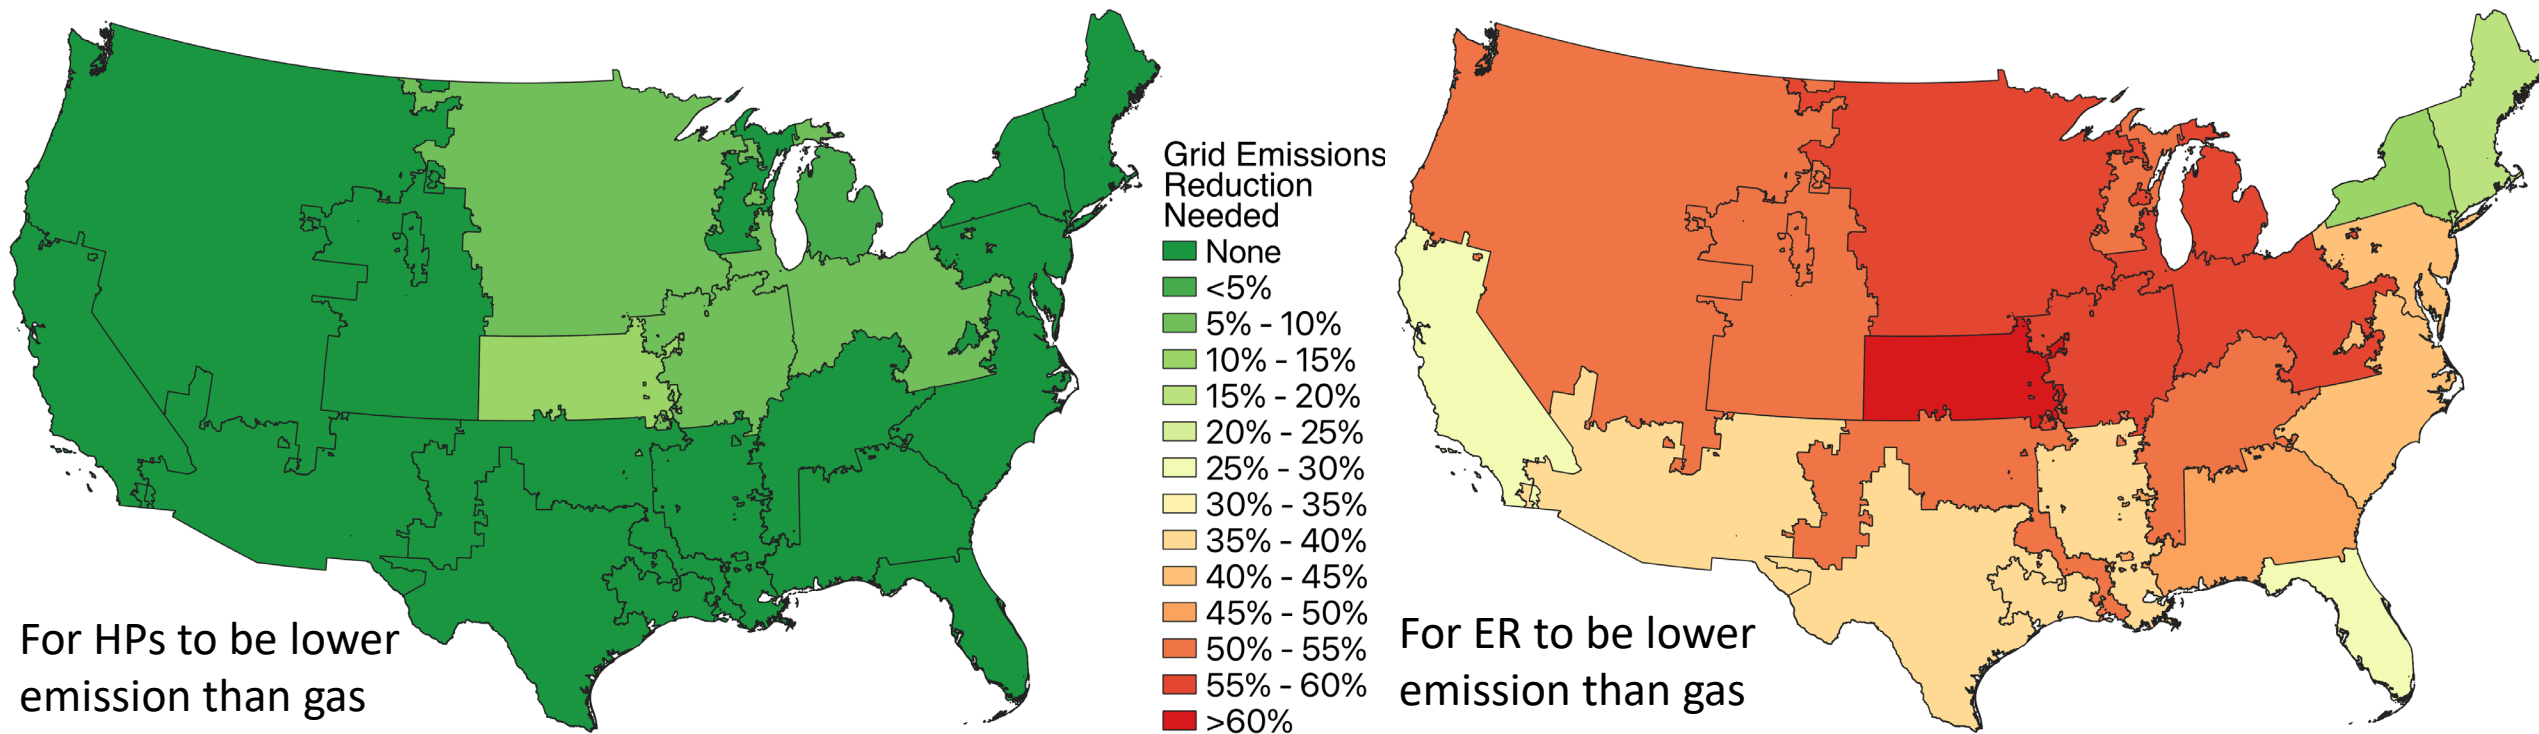 Grid Emissions
Reduction
Needed
None
<5%
5% - 10%
10% - 15%
15% - 20%
20% - 25%
25% - 30%
30% - 35%
35% - 40%
40% - 45%
45% - 50%
50% - 55%
55% - 60%
>60%
For HPs to be lower
emission than gas
For ER to be lower
emission than gas